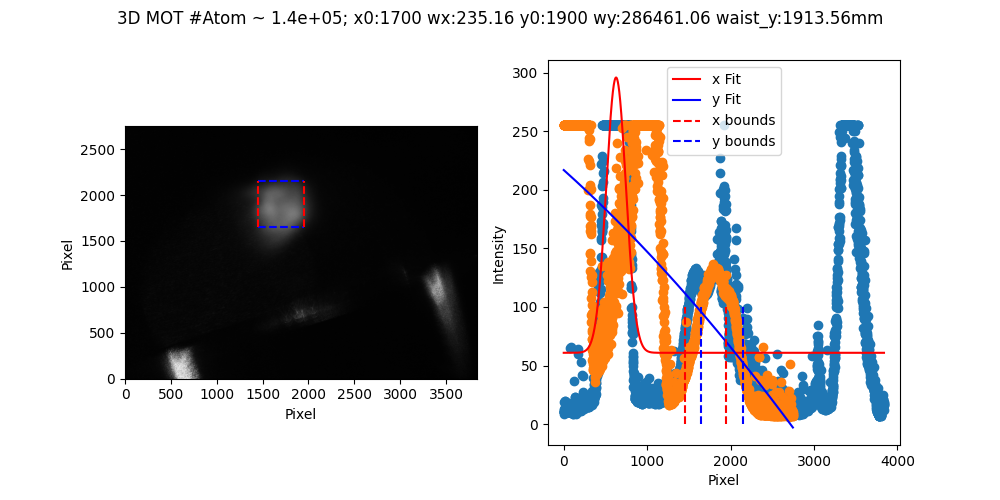 3D MOT #Atom ~ 1.4e+05; x0:1700 wx:235.16 y0:1900 wy:286461.06 waist_y:1913.56mm
2500
2000
1500
1000
500
0
Pixel
0 500 1000 1500 2000 2500 3000 3500
Pixel
300
250
200
150
100
50
0
Intensity
x Fit
y Fit
x bounds
y bounds
0 1000 2000 3000 4000
Pixel